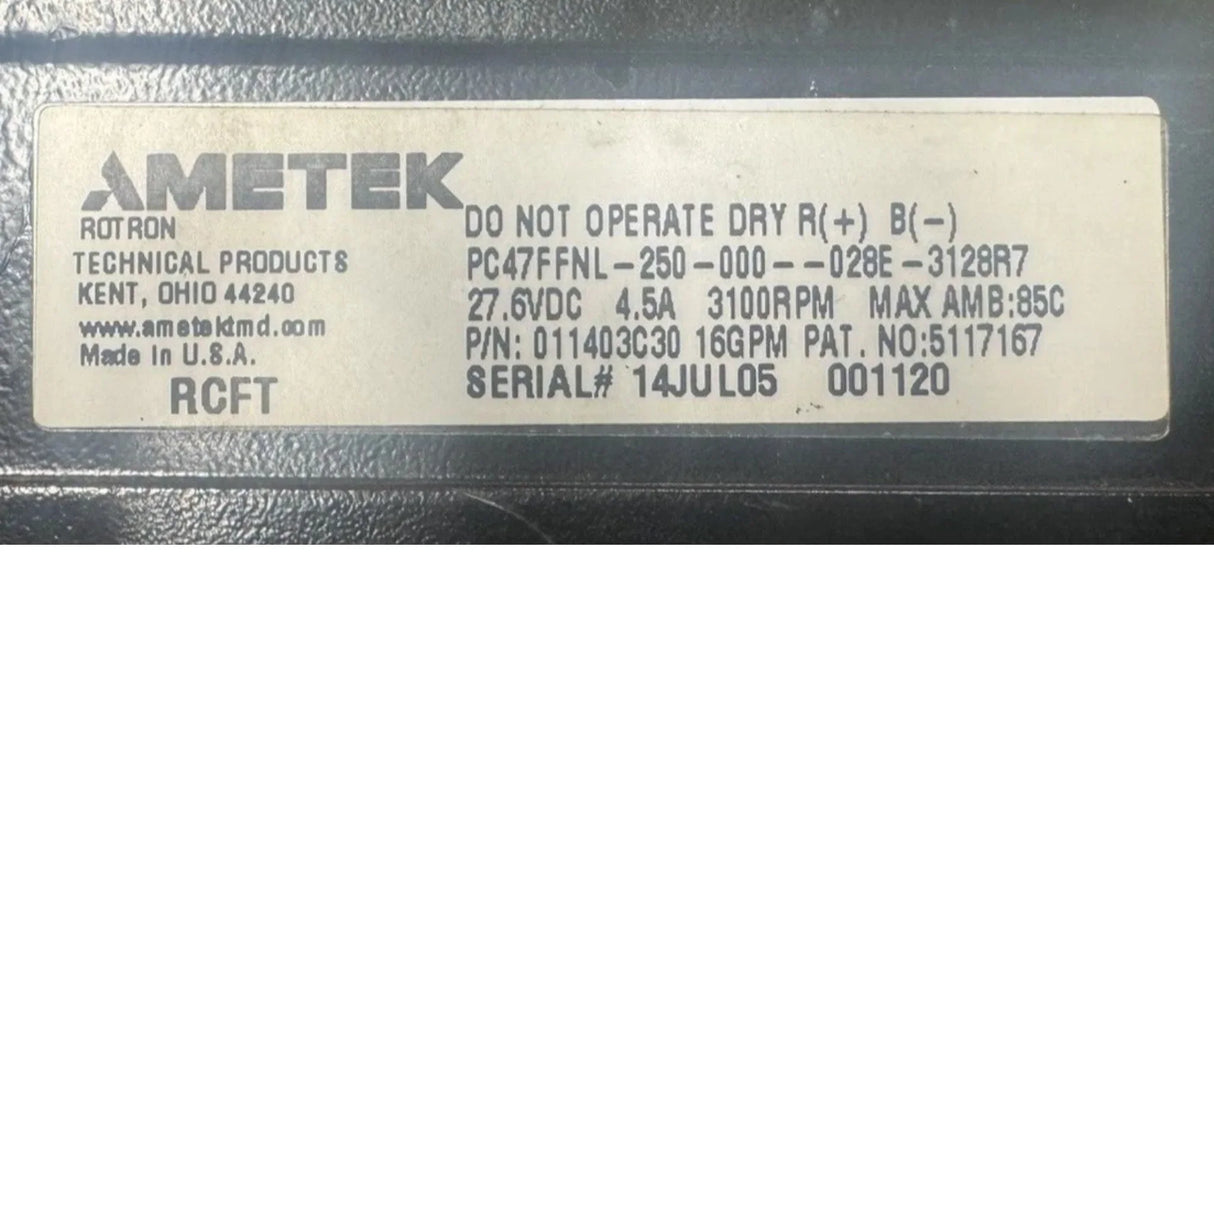 AMETEK
ROTRON
TECHNICAL PRODUCTS
KENT, OHIO 44240
www.ametektmd.com
Made in U.S.A.
RCFT
DO NOT OPERATE DRY R(+) B(-)
PC47FFNL-250-000--028E-3128R7
27.6VDC 4.5A 3100RPM MAX AMB:85C
P/N: 011403C30 16GPM PAT. NO:5117167
SERIAL# 14JUL05 001120